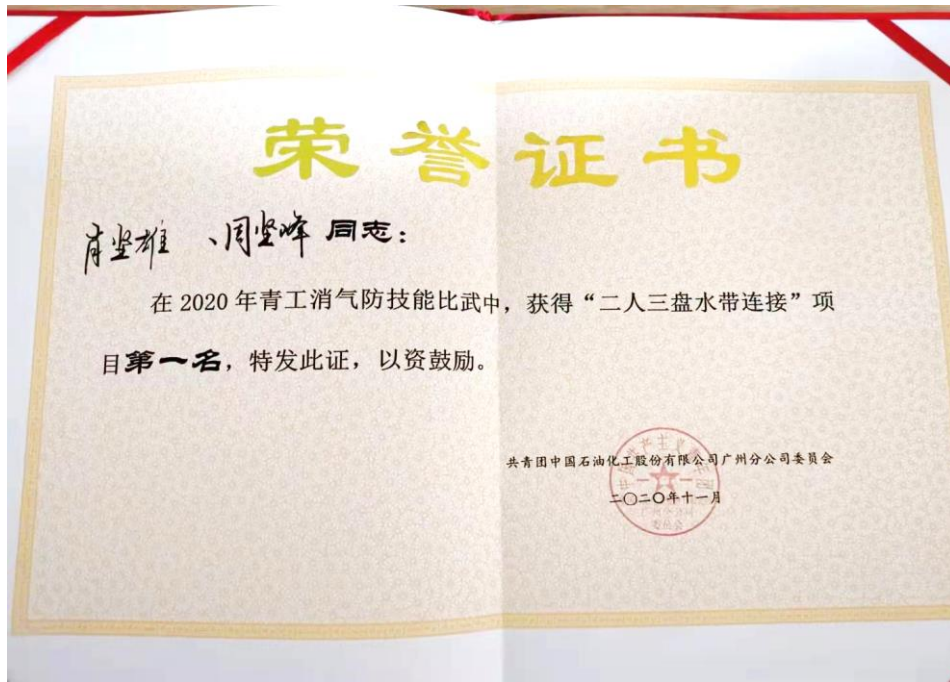 荣誉证书
肖坚雄、周坚峰同志:
在2020年青工消气防技能比武中,获得“二人三盘水带连接”项
目第一名,特发此证,以资鼓励。
共青团中国石油化工股份有限公司广州分公司委员会
二〇二〇年十一月